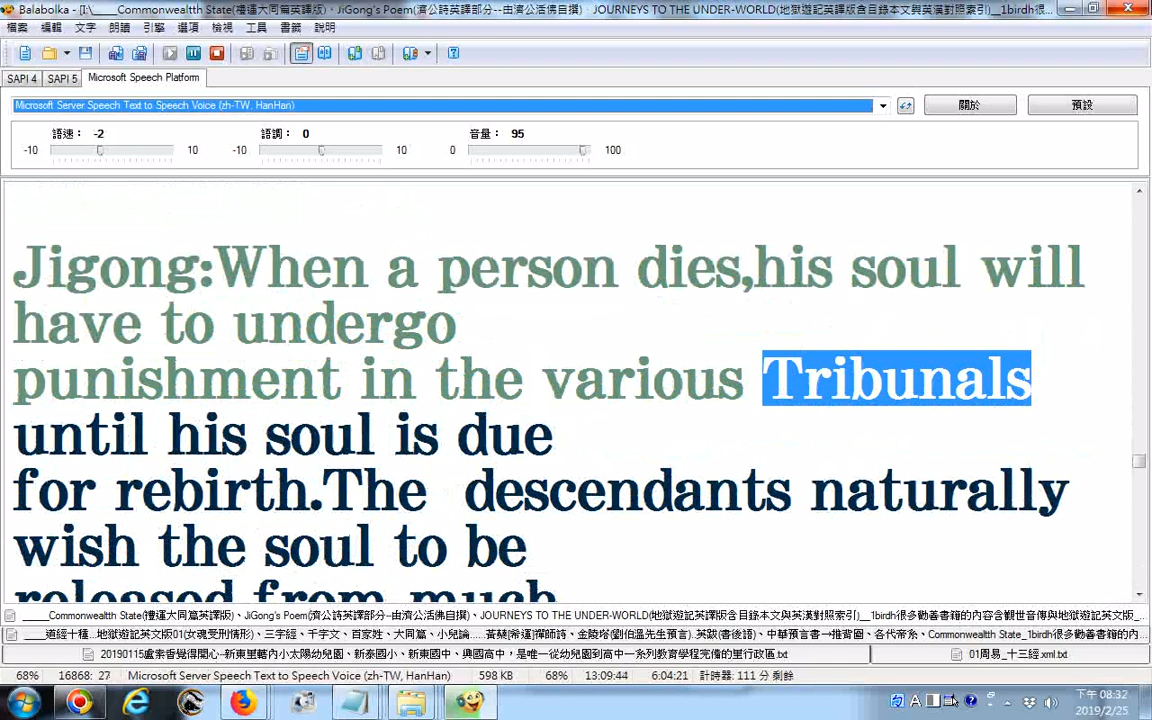 Balabolka - [I:\____Commonwealtth State(禮運大同篇英譯版)、JiGong's Poem(濟公詩英譯部分--由濟公活佛自撰)、JOURNEYS TO THE UNDER-WORLD(地獄遊記英譯版含目錄本文與英漢對照索引)__1birdh很...
檔案 編輯 文字 朗讀 引擎 選項 檢視 工具 書籤 說明
SAPI 4 SAPI 5 Microsoft Speech Platform
Microsoft Server Speech Text to Speech Voice (zh-TW, HanHan) 關於 預設
語速： -2 語調： 0 音量： 95
-10 10 -10 10 0 100
Jigong:When a person dies,his soul will
have to undergo
punishment in the various Tribunals
until his soul is due
for rebirth.The descendants naturally
wish the soul to be
released from much
____Commonwealtth State(禮運大同篇英譯版)、JiGong's Poem(濟公詩英譯部分--由濟公活佛自撰)、JOURNEYS TO THE UNDER-WORLD(地獄遊記英譯版含目錄本文與英漢對照索引)__1birdh很多勸善書籍的內容含觀世音傳與地獄遊記英文版_...
____道經十種...地獄遊記英文版01(女魂受刑情形)、三字經、千字文、百家姓、大同篇、小兒論......黃蘗[希運]禪師詩、金陵塔(劉伯溫先生預言)、中華預言書一推背圖、各代帝系、Commonwealth State_1birdh很多勸善書籍的內...
20190115盧素香覺得開心--新東里轄內小太陽幼兒園、新泰國小、新東國中、興國高中，是唯一從幼兒園到高中一系列教育學程完備的里行政區.txt 01周易_十三經.xml.txt
68% 16868: 27 Microsoft Server Speech Text to Speech Voice (zh-TW, HanHan) 598 KB 68% 13:09:44 6:04:21 計時器： 111 分 剩餘
A 下午 08:32
2019/2/25